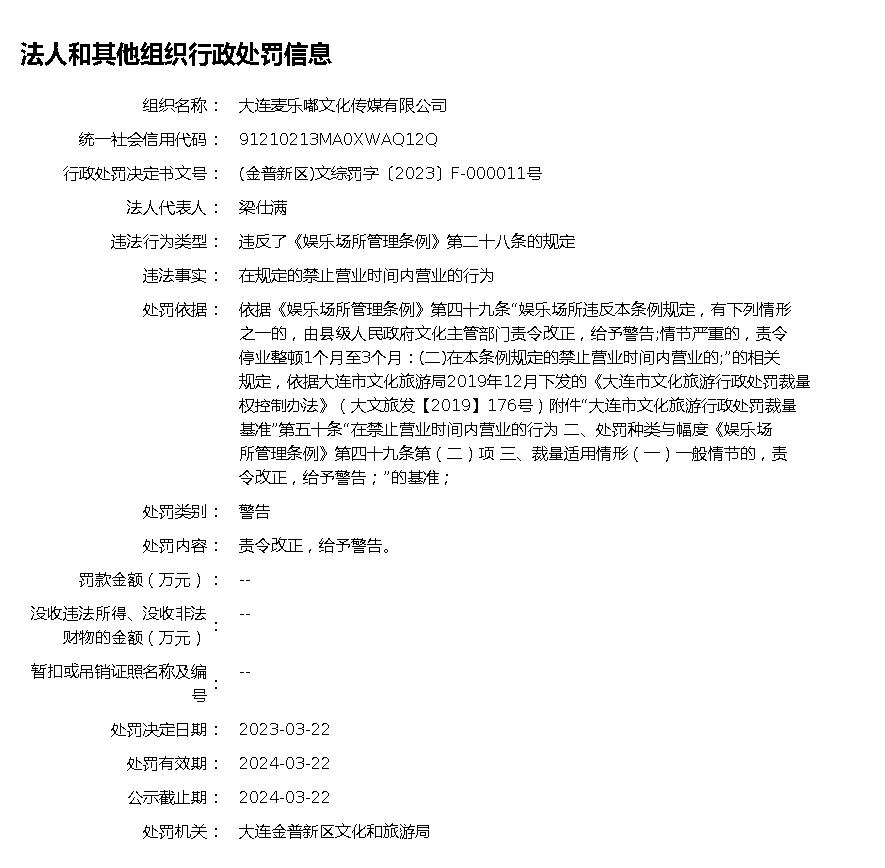 法人和其他组织行政处罚信息
组织名称： 大连麦乐嘟文化传媒有限公司
统一社会信用代码： 91210213MA0XWAQ12Q
行政处罚决定书文号： (金普新区)文综罚字〔2023〕F-000011号
法人代表人： 梁仕满
违法行为类型： 违反了《娱乐场所管理条例》第二十八条的规定
违法事实： 在规定的禁止营业时间内营业的行为
处罚依据： 依据《娱乐场所管理条例》第四十九条“娱乐场所违反本条例规定，有下列情形
之一的，由县级人民政府文化主管部门责令改正，给予警告;情节严重的，责令
停业整顿1个月至3个月：(二)在本条例规定的禁止营业时间内营业的;”的相关
规定，依据大连市文化旅游局2019年12月下发的《大连市文化旅游行政处罚裁量
权控制办法》（大文旅发【2019】176号）附件“大连市文化旅游行政处罚裁量
基准”第五十条“在禁止营业时间内营业的行为 二、处罚种类与幅度《娱乐场
所管理条例》第四十九条第（二）项 三、裁量适用情形（一）一般情节的，责
令改正，给予警告；”的基准；
处罚类别： 警告
处罚内容： 责令改正，给予警告。
罚款金额（万元）： --
没收违法所得、没收非法
财物的金额（万元）： --
暂扣或吊销证照名称及编
号： --
处罚决定日期： 2023-03-22
处罚有效期： 2024-03-22
公示截止期： 2024-03-22
处罚机关： 大连金普新区文化和旅游局